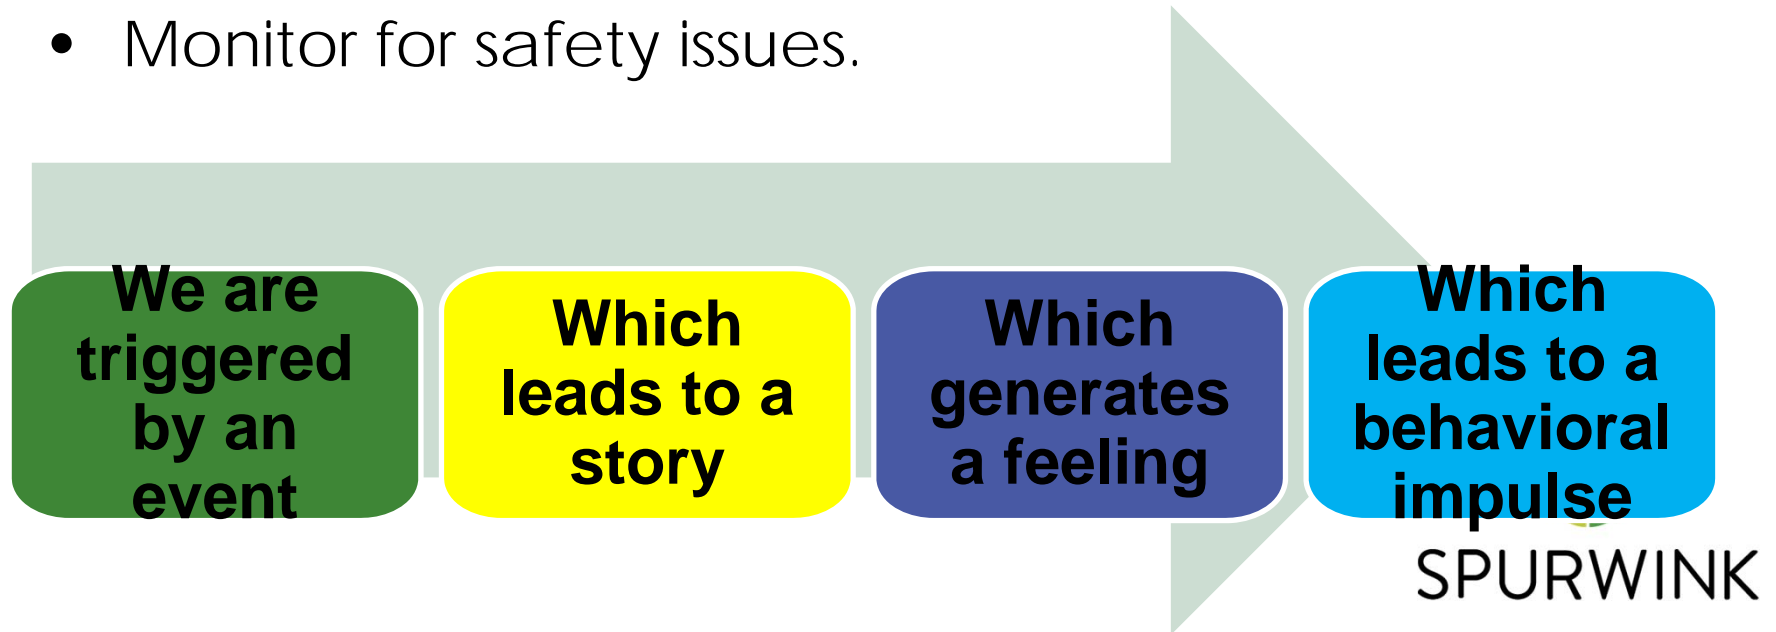 • Monitor for safety issues.
We are
triggered
by an
event
Which
leads to a
story
Which
generates
a feeling
Which
leads to a
behavioral
impulse
SPURWINK